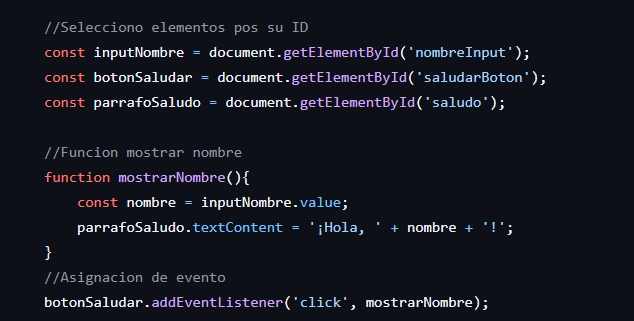 //Selecciono elementos pos su ID
const inputNombre = document.getElementById('nombreInput');
const botonSaludar = document.getElementById('saludarBoton');
const parrafoSaludo = document.getElementById('saludo');
//Funcion mostrar nombre
function mostrarNombre(){
const nombre = inputNombre.value;
parrafoSaludo.textContent = '¡Hola, ' + nombre + '!';
}
//Asignacion de evento
botonSaludar.addEventListener('click', mostrarNombre);